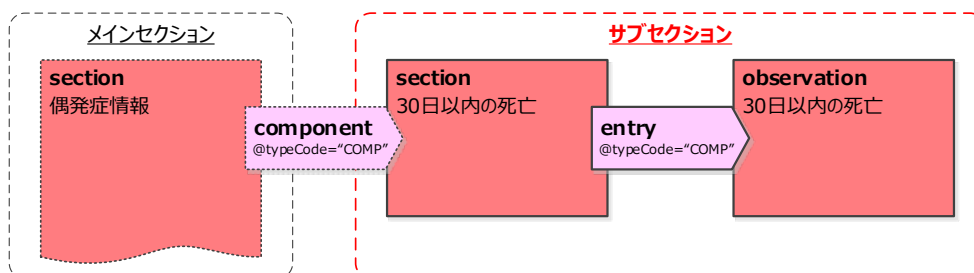 メインセクション
section
偶発症情報
component
@typeCode=“COMP”
サブセクション
section
30日以内の死亡
entry
@typeCode=“COMP”
observation
30日以内の死亡